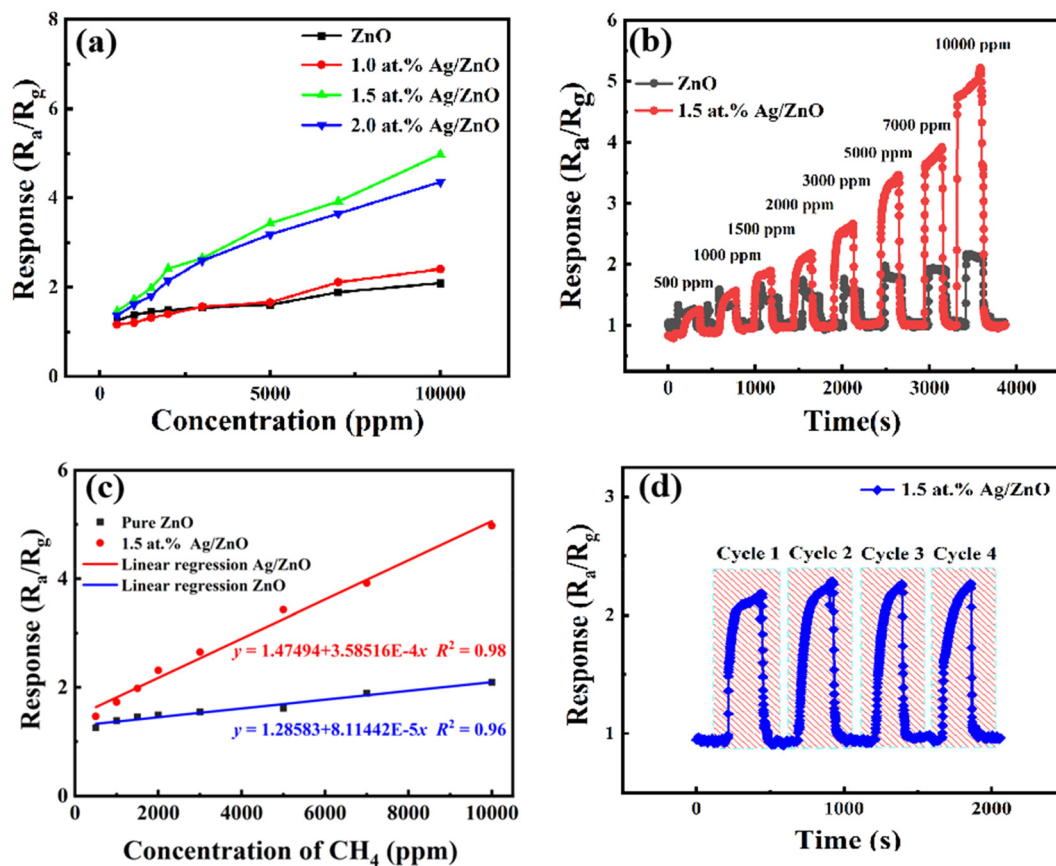 (a)
ZnO
1.0 at.% Ag/ZnO
1.5 at.% Ag/ZnO
2.0 at.% Ag/ZnO
Response (Ra/Rg)
8
6
4
2
0
0
5000
10000
Concentration (ppm)
(b)
ZnO
1.5 at.% Ag/ZnO
500 ppm
1000 ppm
1500 ppm
2000 ppm
3000 ppm
5000 ppm
7000 ppm
10000 ppm
Response (Ra/Rg)
6
5
4
3
2
1
0
1000
2000
3000
4000
Time(s)
(c)
Pure ZnO
1.5 at.% Ag/ZnO
Linear regression Ag/ZnO
Linear regression ZnO
y = 1.47494+3.58516E-4x R² = 0.98
y = 1.28583+8.11442E-5x R² = 0.96
Response (Ra/Rg)
6
4
2
0
0
2000
4000
6000
8000
10000
Concentration of CH₄ (ppm)
(d)
1.5 at.% Ag/ZnO
Cycle 1
Cycle 2
Cycle 3
Cycle 4
Response (Ra/Rg)
3
2
1
0
1000
2000
Time (s)